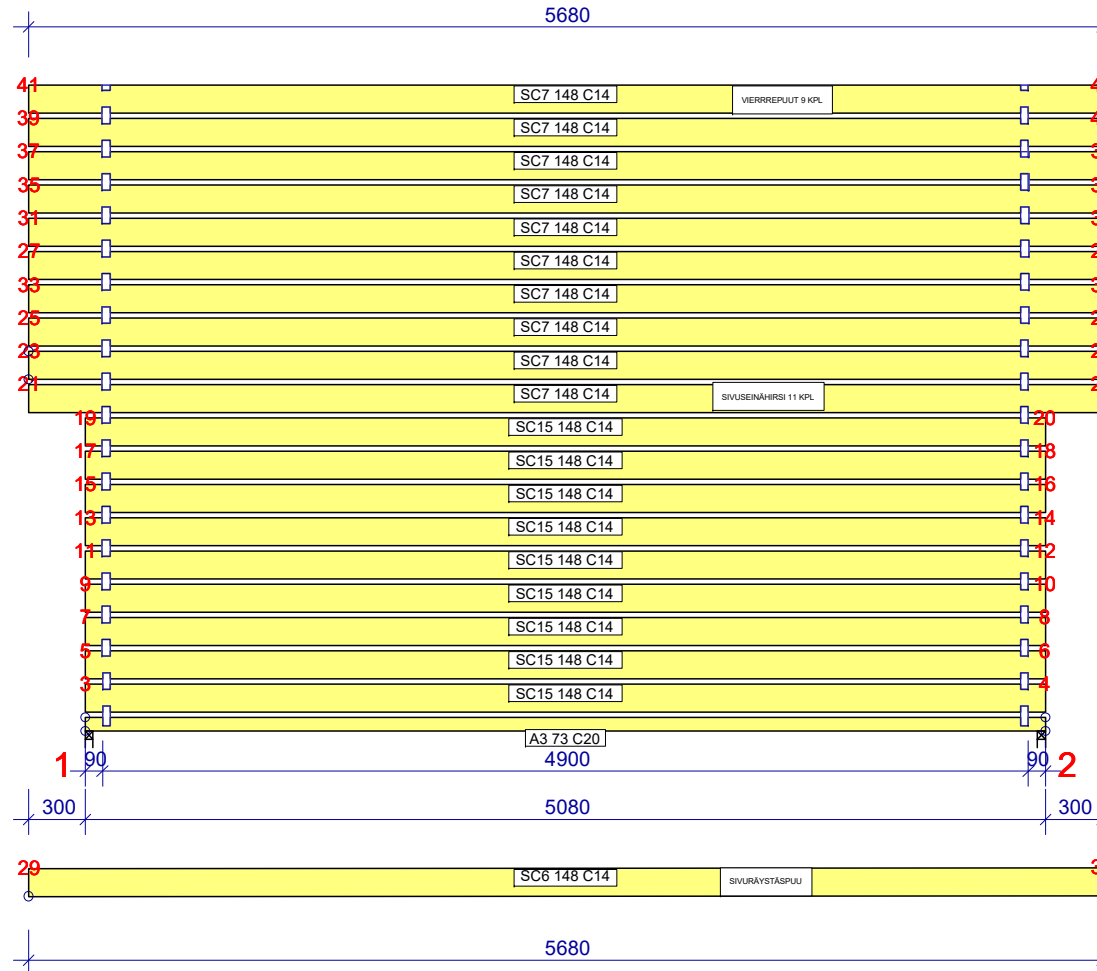 5680
41
SC7 148 C14
VIERRREPUUT 9 KPL
39
SC7 148 C14
37
SC7 148 C14
35
SC7 148 C14
31
SC7 148 C14
27
SC7 148 C14
33
SC7 148 C14
25
SC7 148 C14
23
SC7 148 C14
21
SC7 148 C14
SIVUSEINÄHIRSI 11 KPL
19 20
SC15 148 C14
17 18
SC15 148 C14
15 16
SC15 148 C14
13 14
SC15 148 C14
11 12
SC15 148 C14
9 10
SC15 148 C14
7 8
SC15 148 C14
5 6
SC15 148 C14
3 4
SC15 148 C14
A3 73 C20
1 90 4900 90 2
300 5080 300
29
SC6 148 C14
SIVURÄYSTÄSPUU
5680